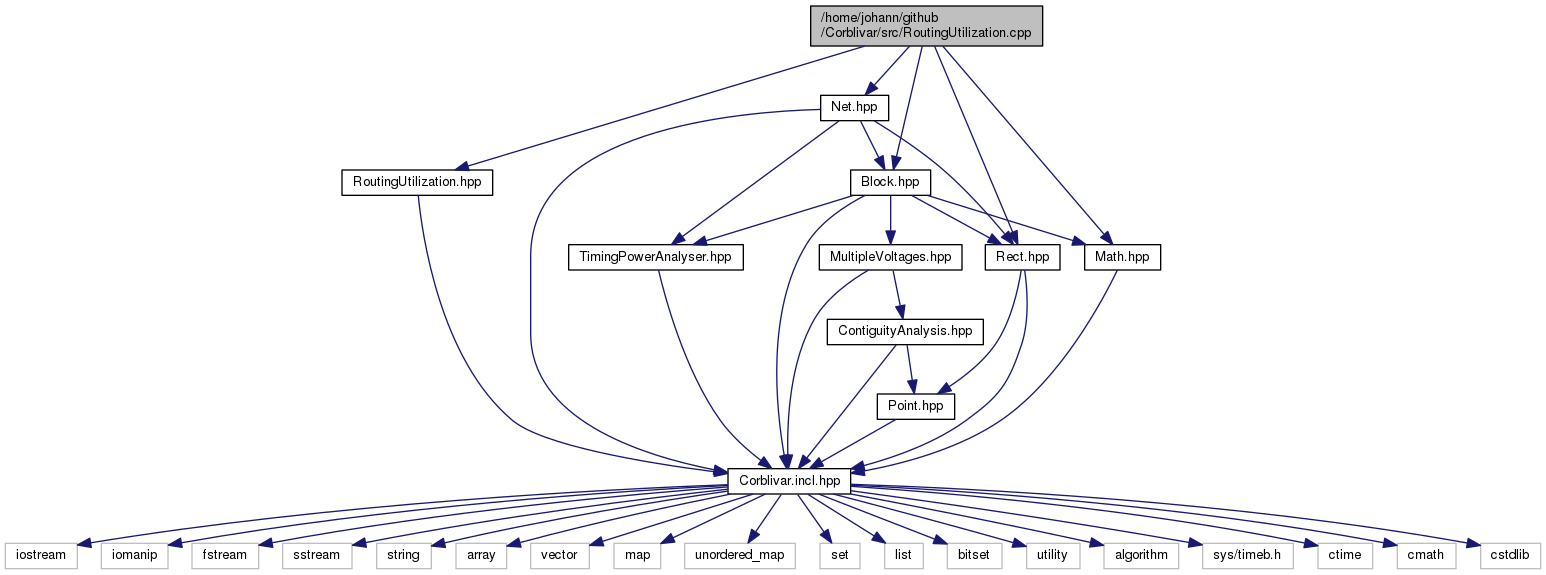 /home/johann/github
/Corblivar/src/RoutingUtilization.cpp
Net.hpp
RoutingUtilization.hpp
Block.hpp
TimingPowerAnalyser.hpp
MultipleVoltages.hpp
Rect.hpp
Math.hpp
ContiguityAnalysis.hpp
Point.hpp
Corblivar.incl.hpp
iostream
iomanip
fstream
sstream
string
array
vector
map
unordered_map
set
list
bitset
utility
algorithm
sys/timeb.h
ctime
cmath
cstdlib